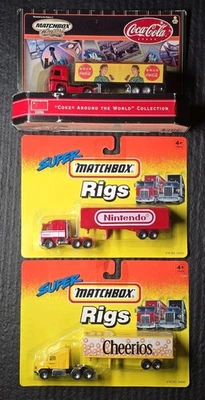 MATCHBOX
Coca-Cola
"COKE® AROUND THE WORLD" COLLECTION
SUPER
MATCHBOX
4+
Rigs
Nintendo
SUPER
MATCHBOX
4+
Rigs
Cheerios